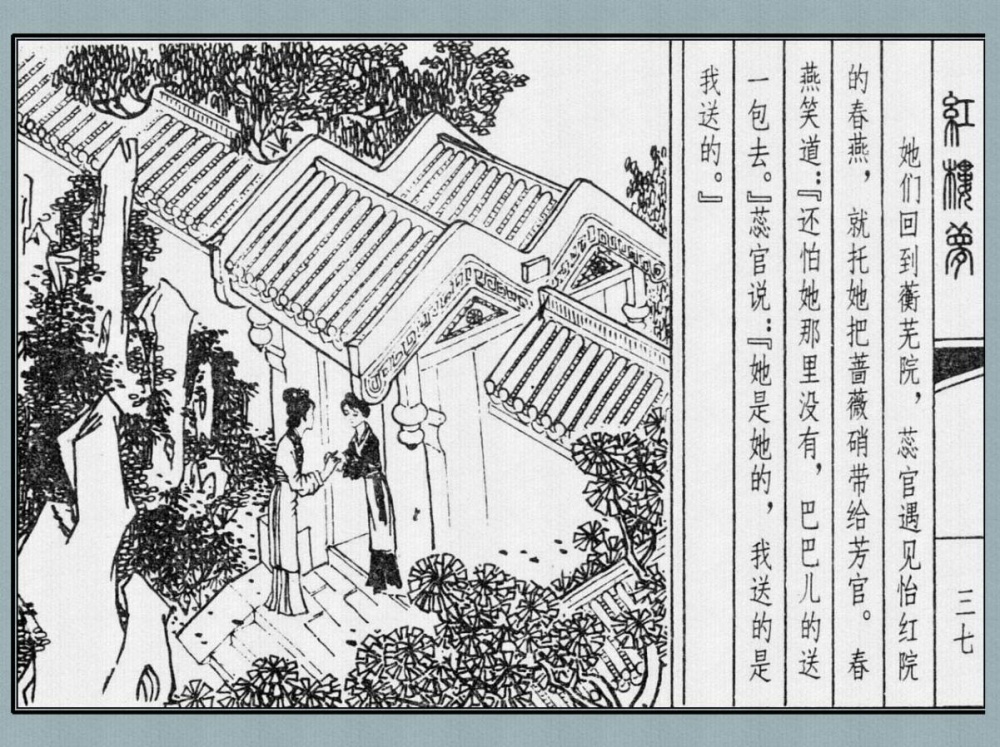 紅樓夢
三七
她们回到蘅芜院，蕊官遇见怡红院
的春燕，就托她把蔷薇硝带给芳官。春
燕笑道：『还怕她那里没有，巴巴儿的送
一包去。』蕊官说：『她是她的，我送的是
我送的。』